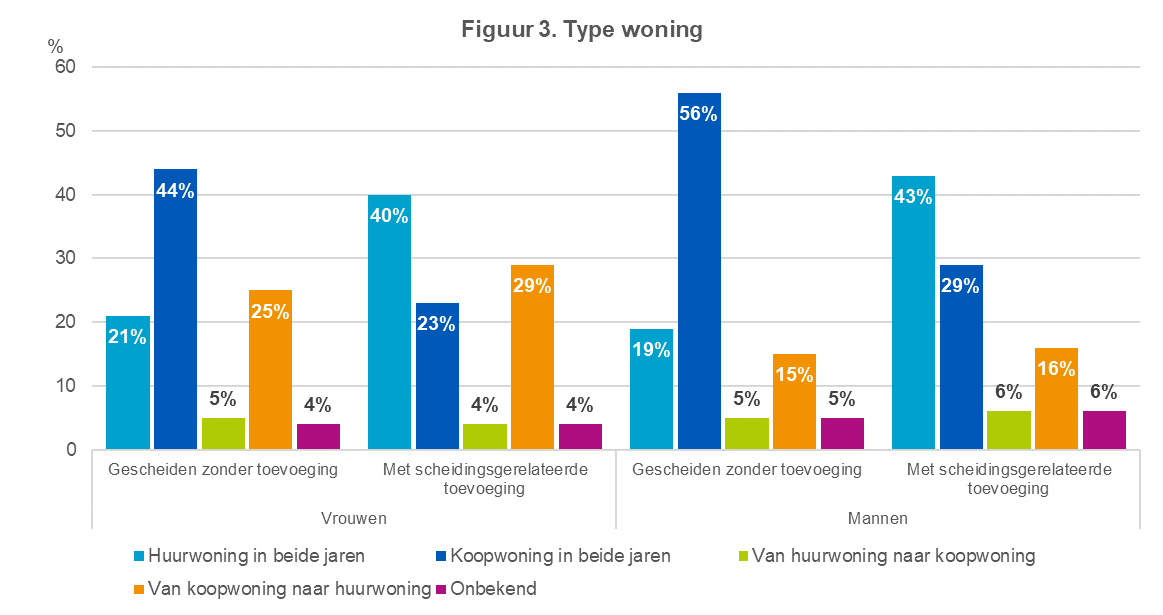 Figuur 3. Type woning
%
60
50
40
30
20
10
0
21%
44%
5%
25%
4%
40%
23%
4%
29%
4%
19%
56%
5%
15%
5%
43%
29%
6%
16%
6%
Gescheiden zonder toevoeging
Met scheidingsgerelateerde
toevoeging
Gescheiden zonder toevoeging
Met scheidingsgerelateerde
toevoeging
Vrouwen
Mannen
Huurwoning in beide jaren
Koopwoning in beide jaren
Van huurwoning naar koopwoning
Van koopwoning naar huurwoning
Onbekend